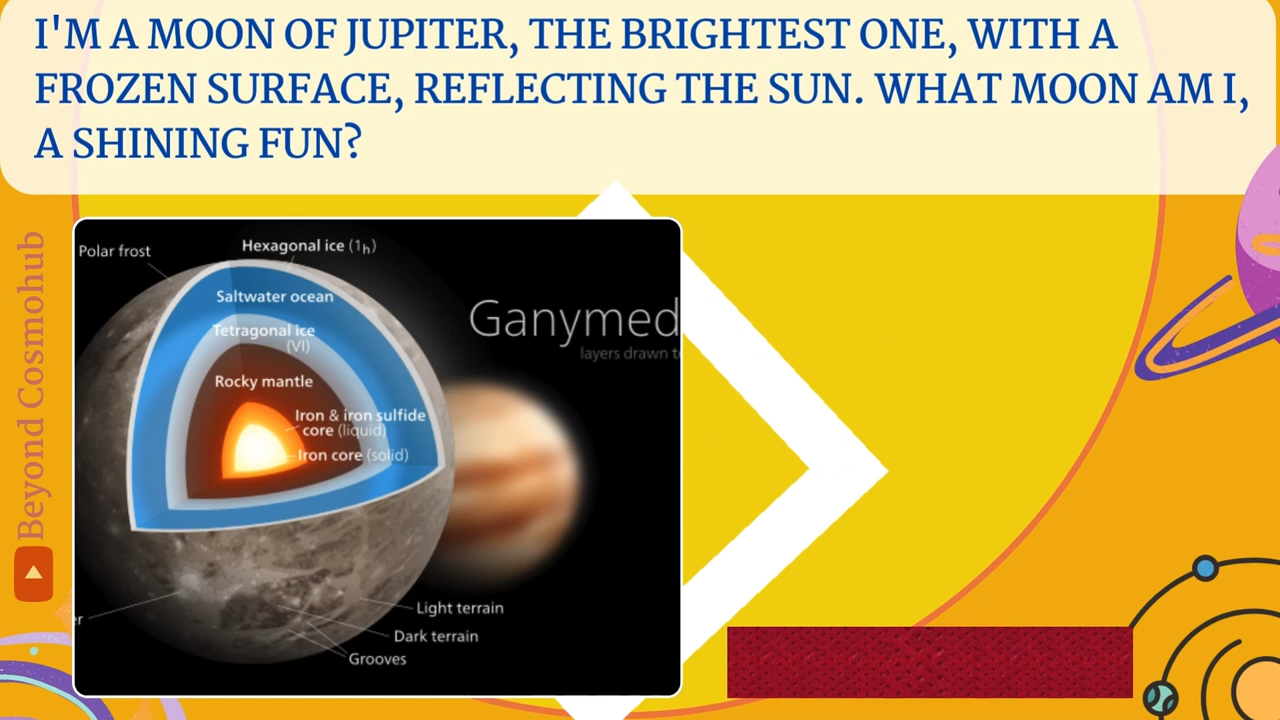 I'M A MOON OF JUPITER, THE BRIGHTEST ONE, WITH A
FROZEN SURFACE, REFLECTING THE SUN. WHAT MOON AM I,
A SHINING FUN?
Beyond Cosmohub
Polar frost
Hexagonal ice (1h)
Saltwater ocean
Tetragonal ice
(VI)
Rocky mantle
Iron & iron sulfide
core (liquid)
Iron core (solid)
Ganymed
layers drawn t
er
Light terrain
Dark terrain
Grooves